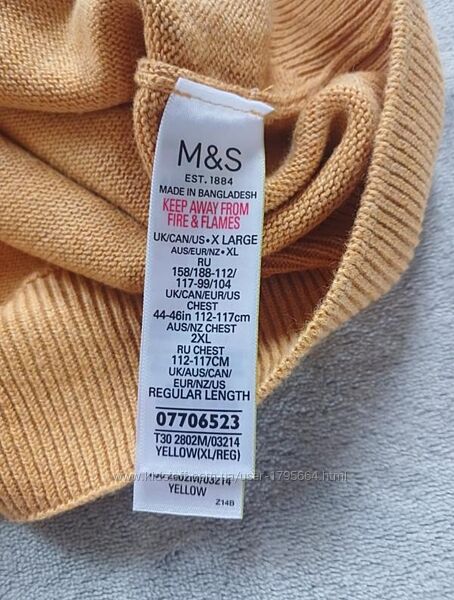 M&S
EST. 1884
MADE IN BANGLADESH
KEEP AWAY FROM
FIRE & FLAMES
UK/CAN/US • X LARGE
AUS/EUR/NZ • XL
RU
158/188-112/
117-99/104
UK/CAN/EUR/US
CHEST
44-46in 112-117cm
AUS/NZ CHEST
2XL
RU CHEST
112-117CM
UK/AUS/CAN/
EUR/NZ/US
REGULAR LENGTH
07706523
T30 2802M/03214
YELLOW(XL/REG)
2802M/03214
YELLOW
Z14B